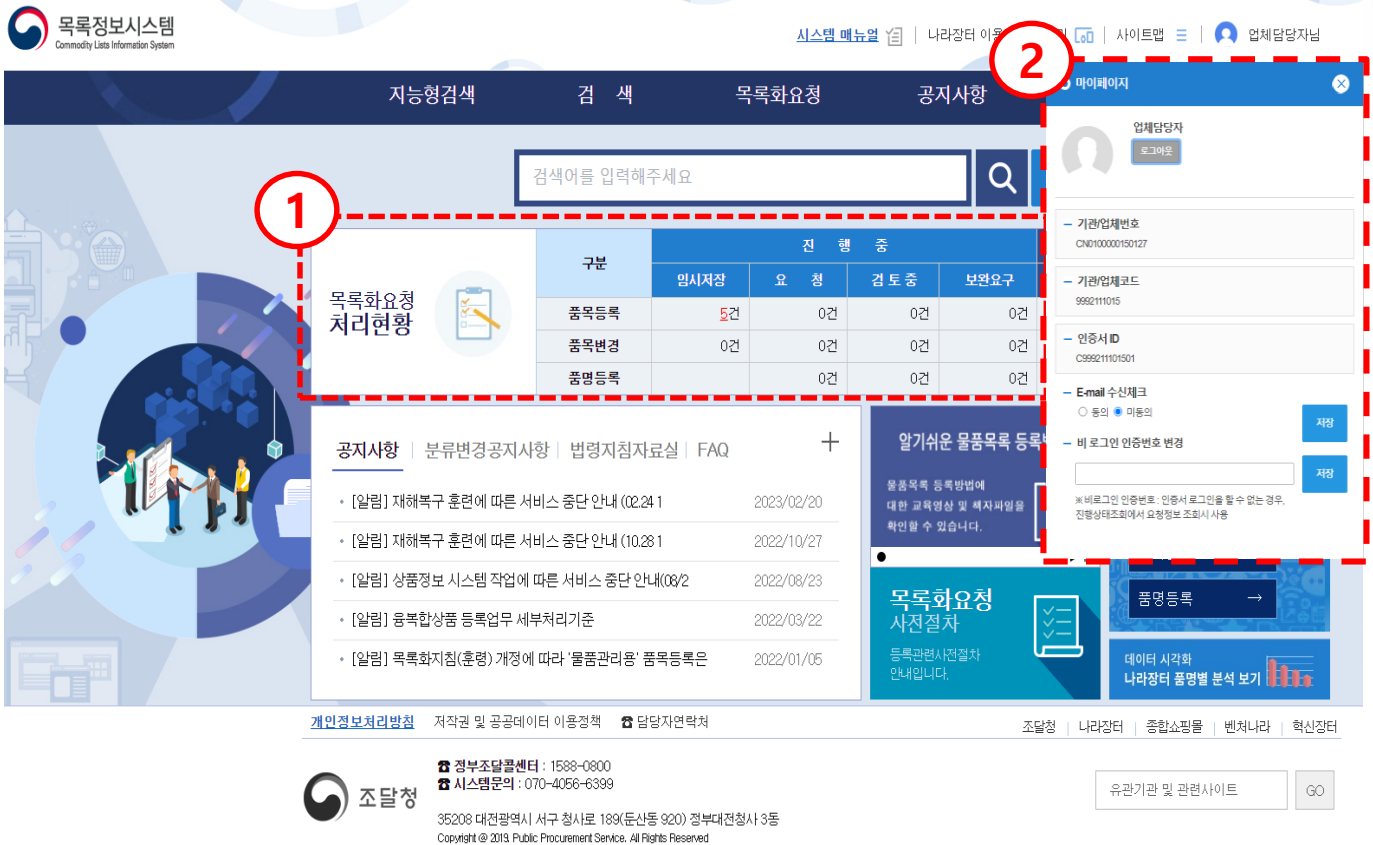 목록정보시스템
Commodity Lists Information System
시스템 매뉴얼
나라장터 이용
사이트맵
업체담당자님
지능형검색
검 색
목록화요청
공지사항
2
마이페이지
업체담당자
로그아웃
기관/업체번호
CN0100000150127
기관/업체코드
9992111015
인증서 ID
C999211101501
E-mail 수신체크
동의 미동의
저장
비 로그인 인증번호 변경
저장
※ 비로그인 인증번호 : 인증서 로그인을 할 수 없는 경우,
진행상태조회에서 요청정보 조회시 사용
검색어를 입력해주세요
1
목록화요청
처리현황
구분 진 행 중
임시저장 요 청 검 토 중 보완요구
품목등록 5건 0건 0건 0건
품목변경 0건 0건 0건 0건
품명등록 0건 0건 0건
공지사항 분류변경공지사항 법령지침자료실 FAQ
[알림] 재해복구 훈련에 따른 서비스 중단 안내 (02.24 1 2023/02/20
[알림] 재해복구 훈련에 따른 서비스 중단 안내 (10.28 1 2022/10/27
[알림] 상품정보 시스템 작업에 따른 서비스 중단 안내(08/2 2022/08/23
[알림] 융복합상품 등록업무 세부처리기준 2022/03/22
[알림] 목록화지침(훈령) 개정에 따라 '물품관리용' 품목등록은 2022/01/05
알기쉬운 물품목록 등록
물품목록 등록방법에
대한 교육영상 및 책자파일을
확인할 수 있습니다.
목록화요청
사전절차
등록관련사전절차
안내입니다.
품명등록 →
데이터 시각화
나라장터 품명별 분석 보기
개인정보처리방침 저작권 및 공공데이터 이용정책 ☎ 담당자연락처
조달청 나라장터 종합쇼핑몰 벤처나라 혁신장터
조달청
☎ 정부조달콜센터 : 1588-0800
☎ 시스템문의 : 070-4056-6399
35208 대전광역시 서구 청사로 189(둔산동 920) 정부대전청사 3동
Copyright @ 2019. Public Procurement Service. All Rights Reserved
유관기관 및 관련사이트
GO